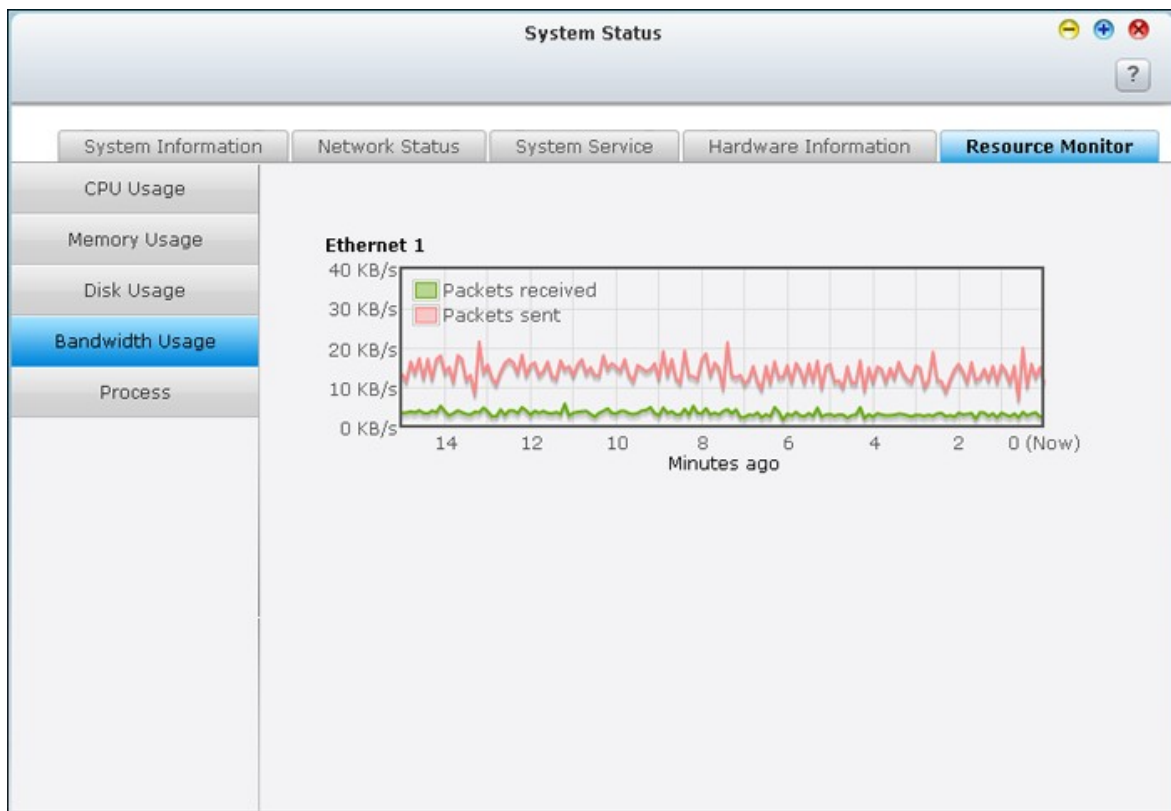 System Status
?
System Information
Network Status
System Service
Hardware Information
Resource Monitor
CPU Usage
Memory Usage
Disk Usage
Bandwidth Usage
Process
Ethernet 1
40 KB/s
30 KB/s
20 KB/s
10 KB/s
0 KB/s
Packets received
Packets sent
14 12 10 8 6 4 2 0 (Now)
Minutes ago